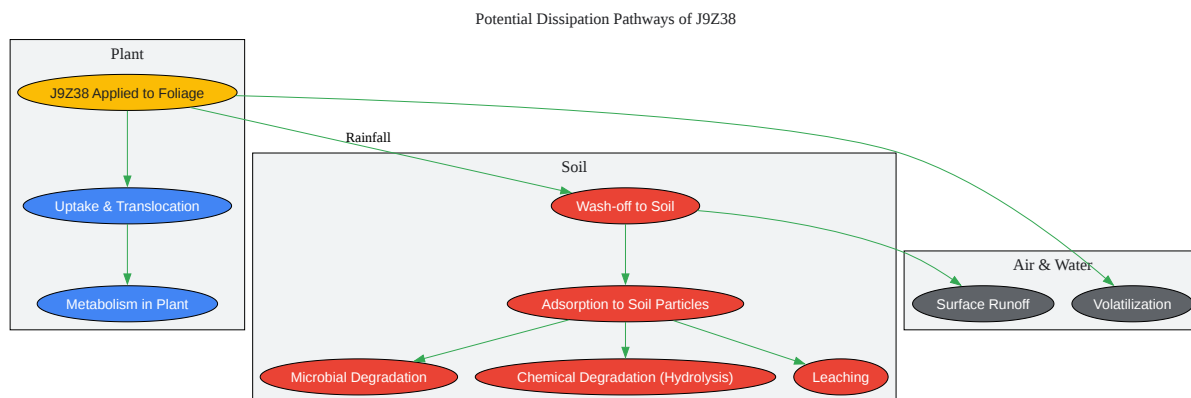 Potential Dissipation Pathways of J9Z38
Plant
J9Z38 Applied to Foliage
Rainfall
Soil
Uptake & Translocation
Wash-off to Soil
Air & Water
Metabolism in Plant
Adsorption to Soil Particles
Surface Runoff
Volatilization
Microbial Degradation
Chemical Degradation (Hydrolysis)
Leaching